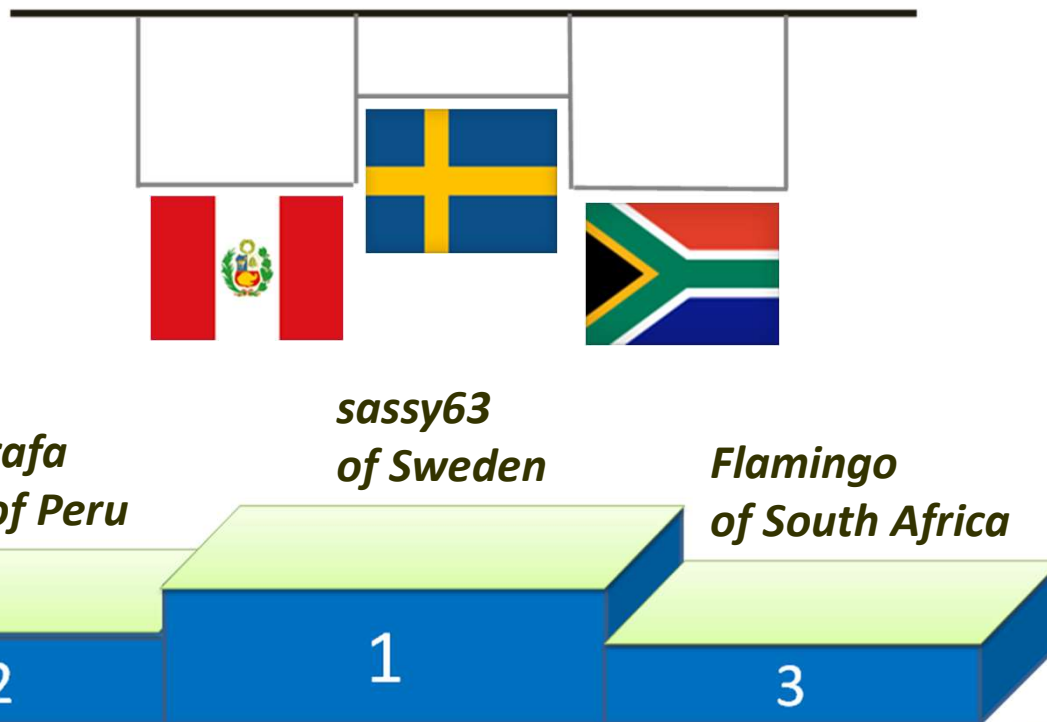 sassy63
of Sweden
of Peru
Flamingo
of South Africa
1
2
3